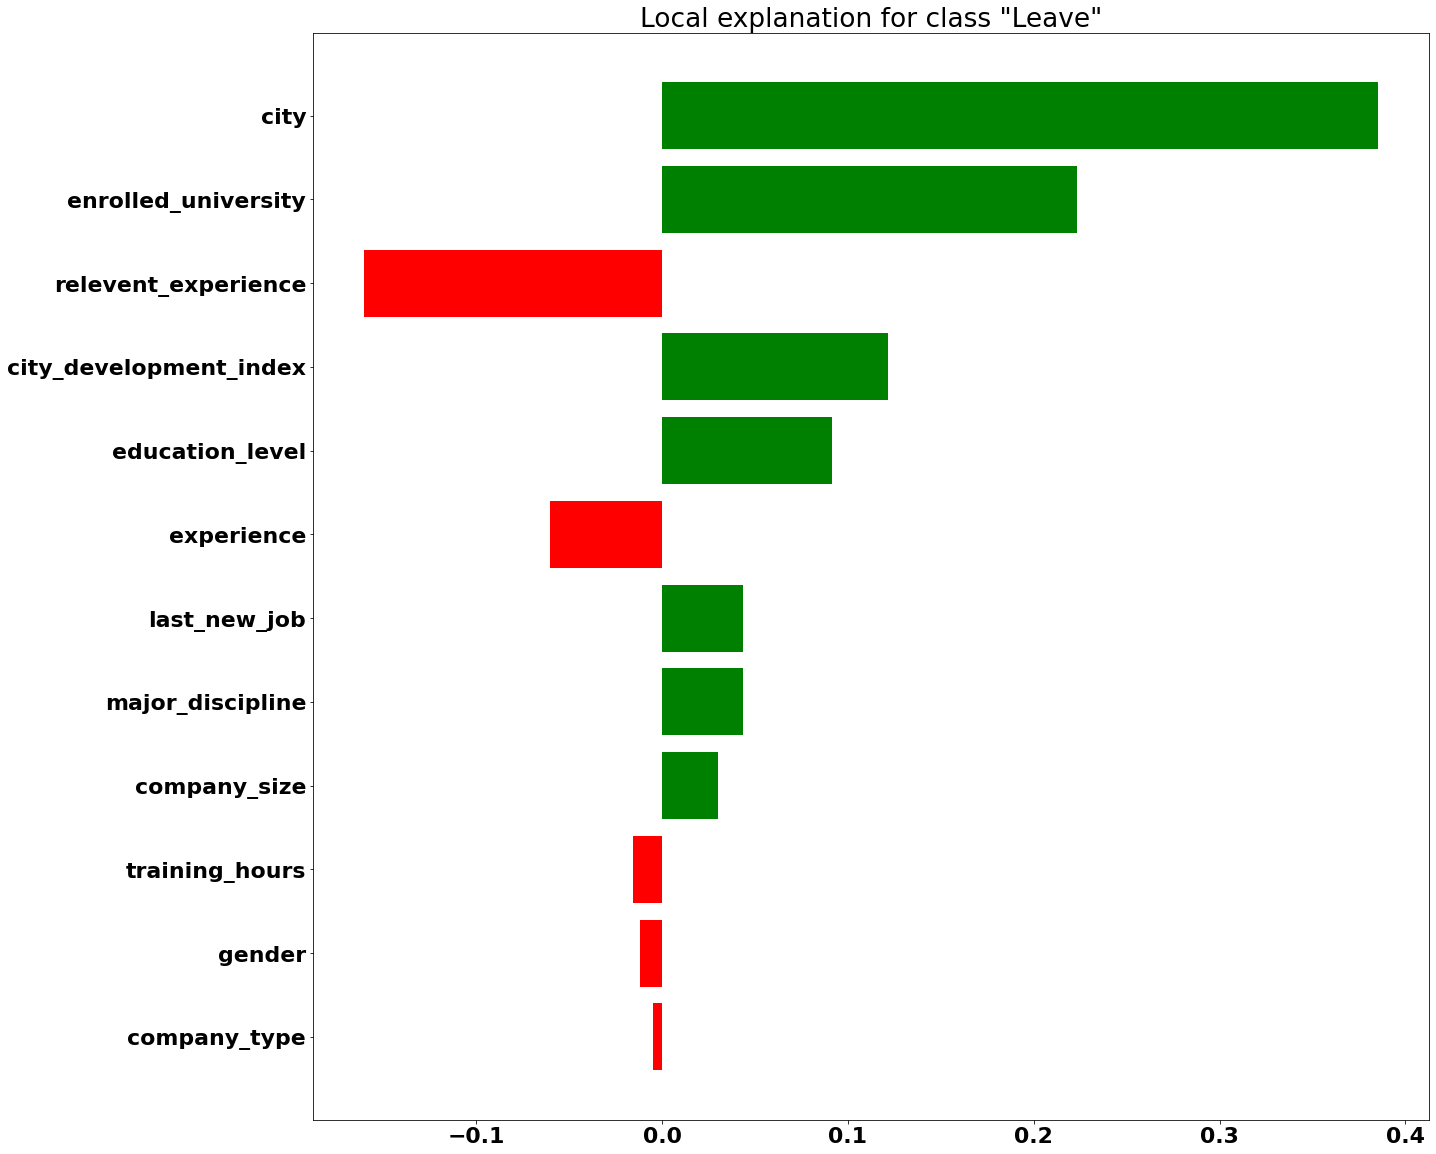 Local explanation for class "Leave"
city
enrolled_university
relevent_experience
city_development_index
education_level
experience
last_new_job
major_discipline
company_size
training_hours
gender
company_type
−0.1 0.0 0.1 0.2 0.3 0.4